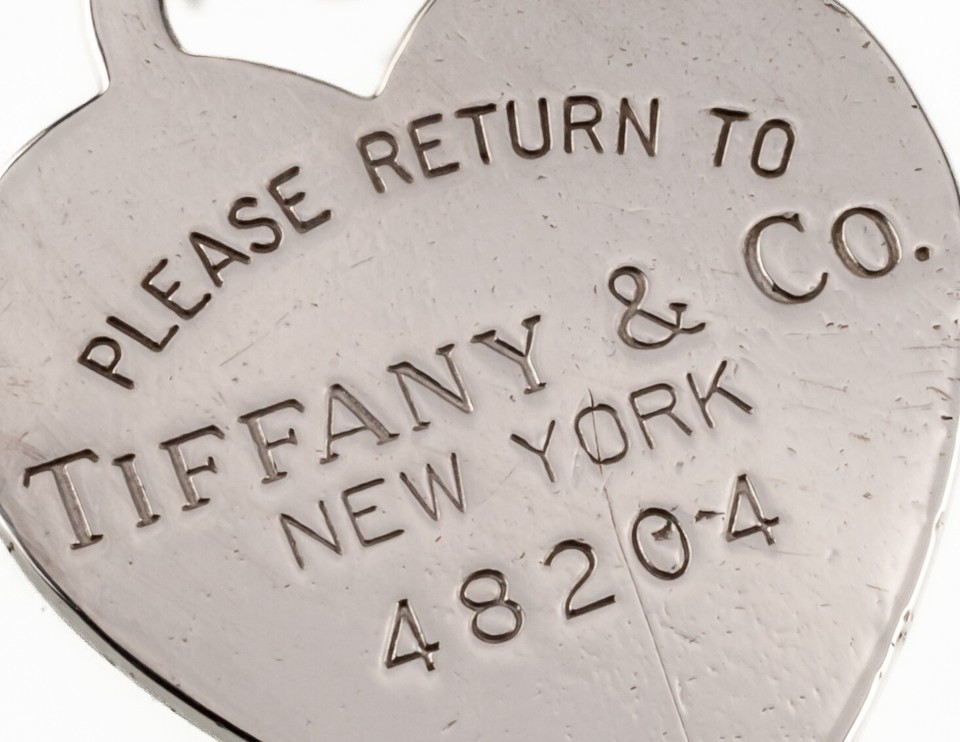 PLEASE RETURN TO
TIFFANY & CO.
NEW YORK
48204